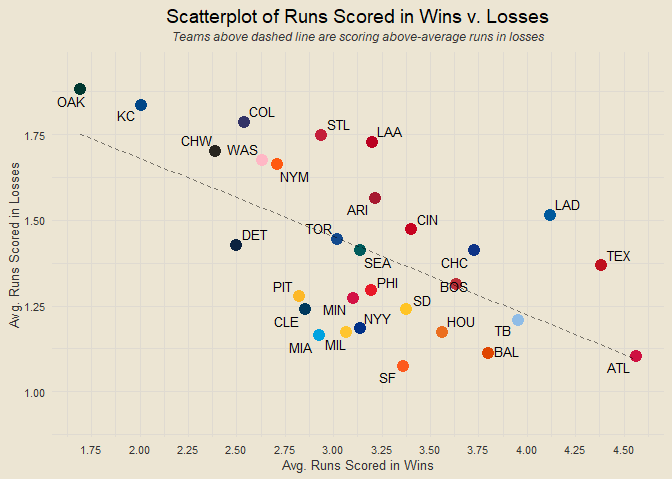 Scatterplot of Runs Scored in Wins v. Losses
Teams above dashed line are scoring above-average runs in losses
OAK
KC
COL
STL
LAA
CHW
WAS
NYM
ARI
CIN
LAD
DET
TOR
SEA
CHC
TEX
PIT
PHI
BOS
CLE
MIN
SD
MIA
MIL
NYY
HOU
TB
SF
BAL
ATL
Avg. Runs Scored in Losses
1.75
1.50
1.25
1.00
1.75
2.00
2.25
2.50
2.75
3.00
3.25
3.50
3.75
4.00
4.25
4.50
Avg. Runs Scored in Wins